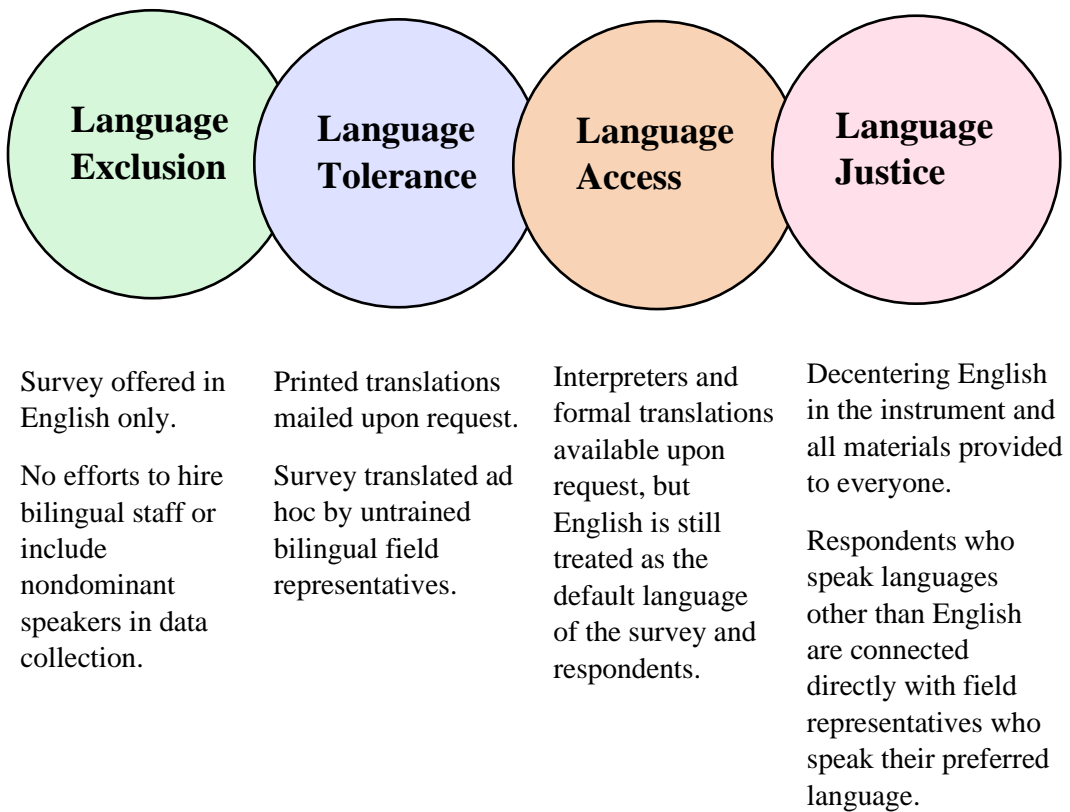 Language
Exclusion
Language
Tolerance
Language
Access
Language
Justice
Survey offered in
English only.
No efforts to hire
bilingual staff or
include
nondominant
speakers in data
collection.
Printed translations
mailed upon request.
Survey translated ad
hoc by untrained
bilingual field
representatives.
Interpreters and
formal translations
available upon
request, but
English is still
treated as the
default language
of the survey and
respondents.
Decentering English
in the instrument and
all materials provided
to everyone.
Respondents who
speak languages
other than English
are connected
directly with field
representatives who
speak their preferred
language.